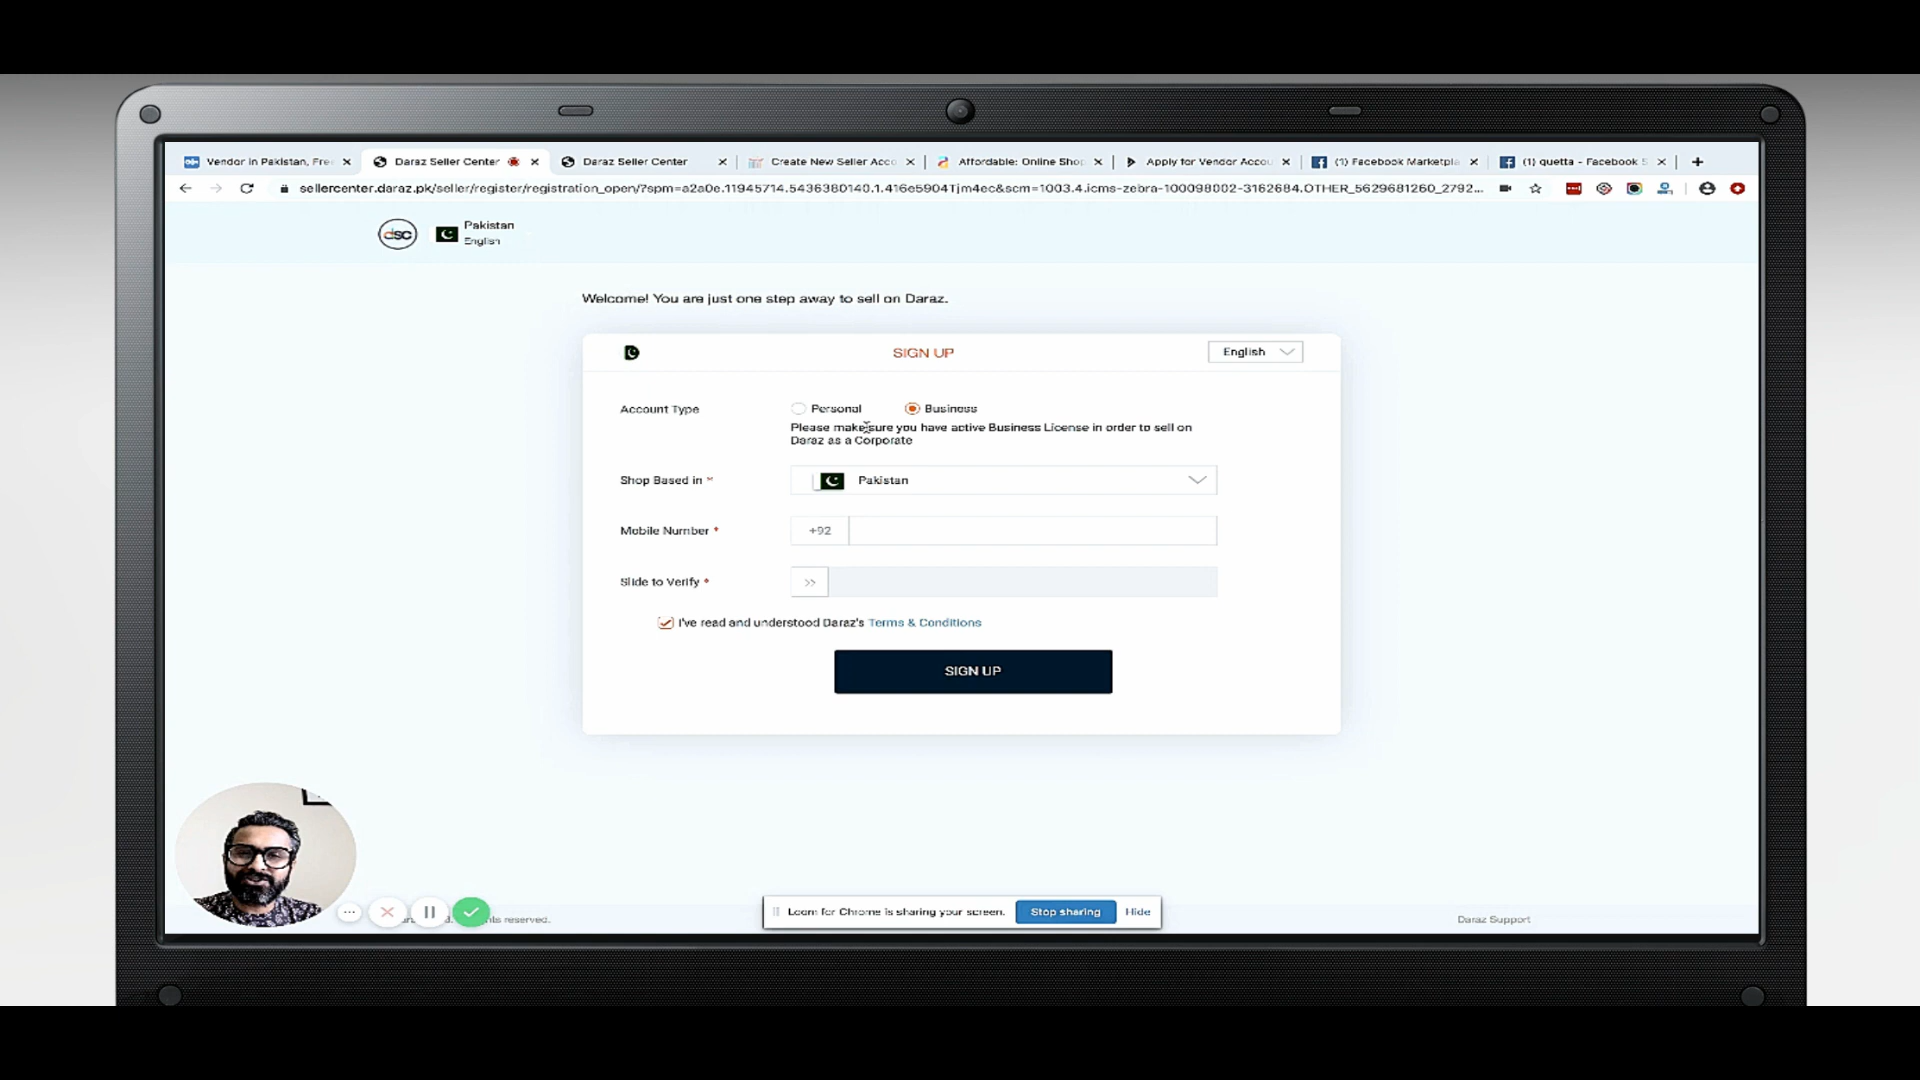 Vendor in Pakistan, Fre
Daraz Seller Center
Daraz Seller Center
Create New Seller Acco
Affordable: Online Shop
Apply for Vendor Accou
(1) Facebook Marketpla
(1) quetta - Facebook S
sellercenter.daraz.pk/seller/register/registration_open/?spm=a2a0e.11945714.5436380140.1.416e5904Tjm4ec&scm=1003.4.icms-zebra-100098002-3162684.OTHER_5629681260_2792...
dsc
Pakistan
English
Welcome! You are just one step away to sell on Daraz.
SIGN UP
English
Account Type
Personal
Business
Please make sure you have active Business License in order to sell on
Daraz as a Corporate
Shop Based in *
Pakistan
Mobile Number *
+92
Slide to Verify *
>>
I've read and understood Daraz's Terms & Conditions
SIGN UP
reserved.
Loom for Chrome is sharing your screen.
Stop sharing
Hide
Daraz Support